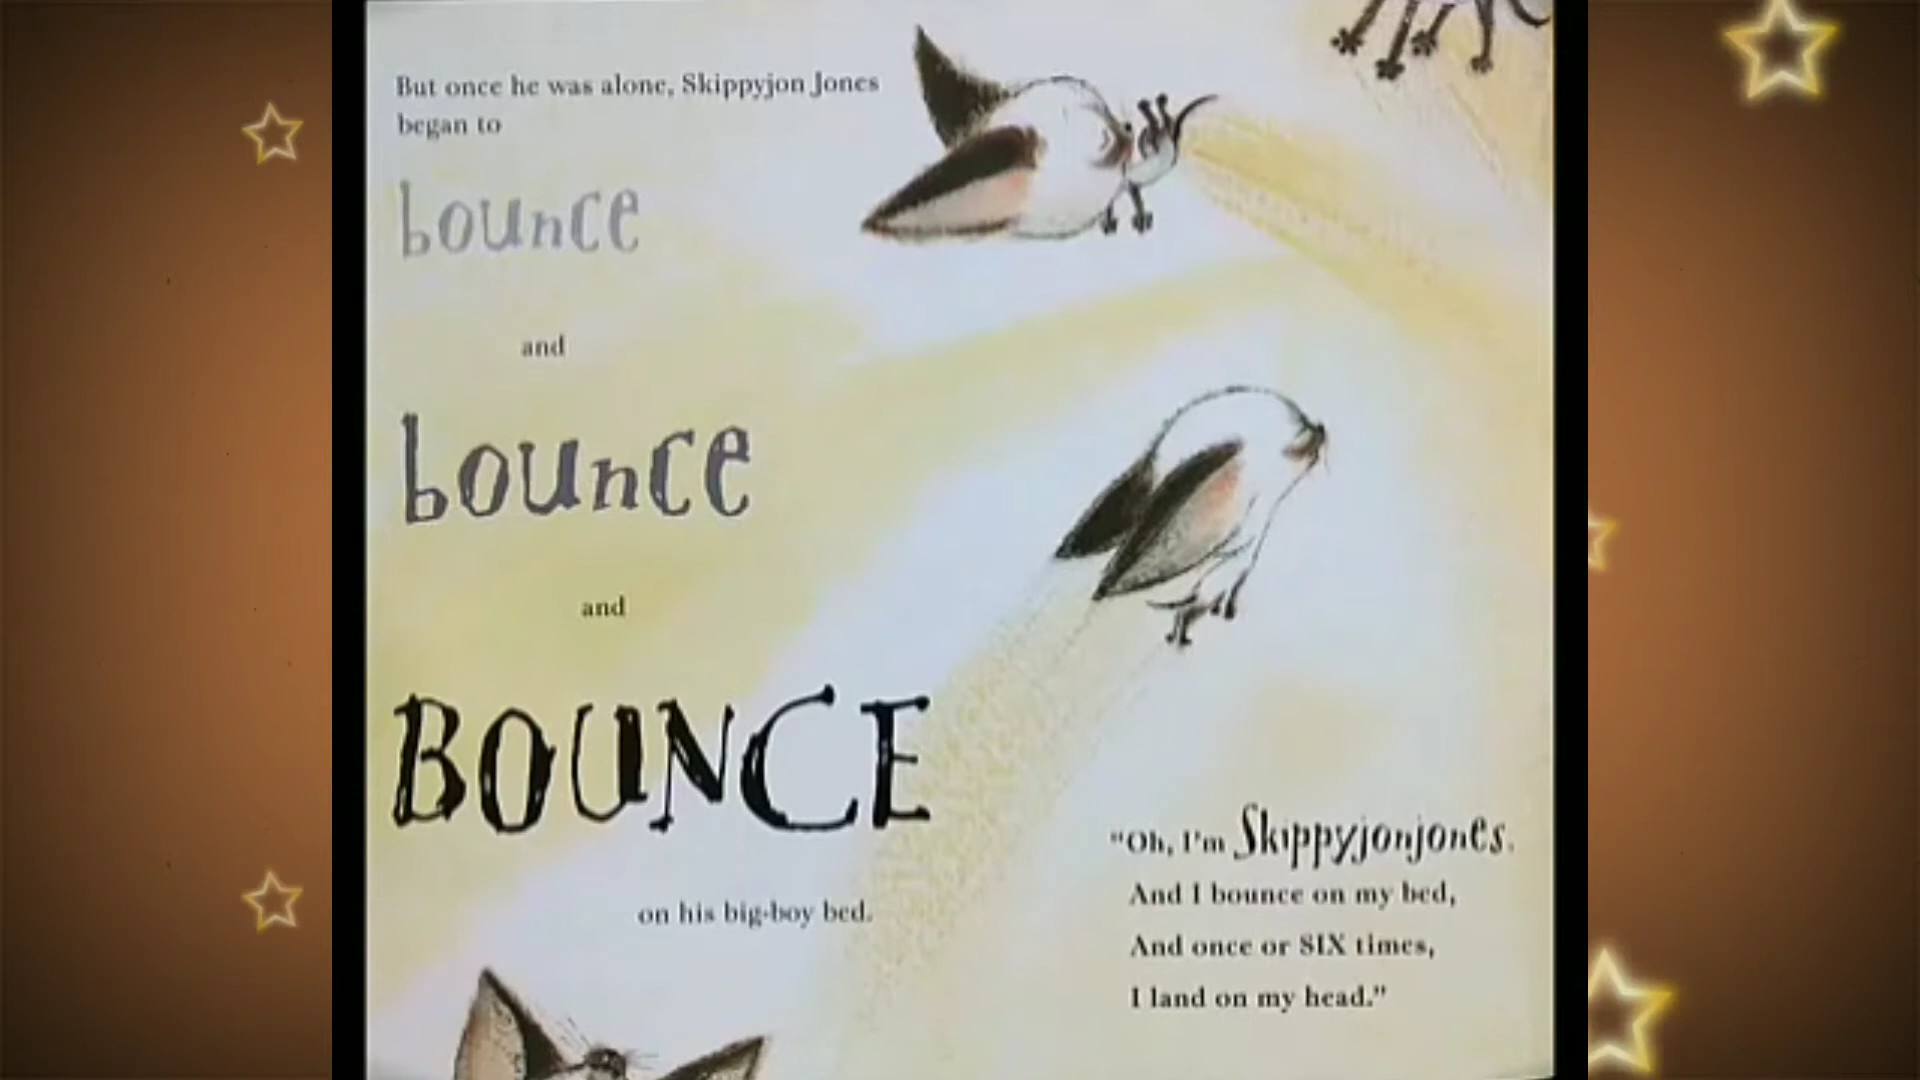 But once he was alone, Skippyjon Jones
began to
bounce
and
bounce
and
BOUNCE
on his big-boy bed.
"Oh, I'm Skippyjonjones.
And I bounce on my bed,
And once or SIX times,
I land on my head."